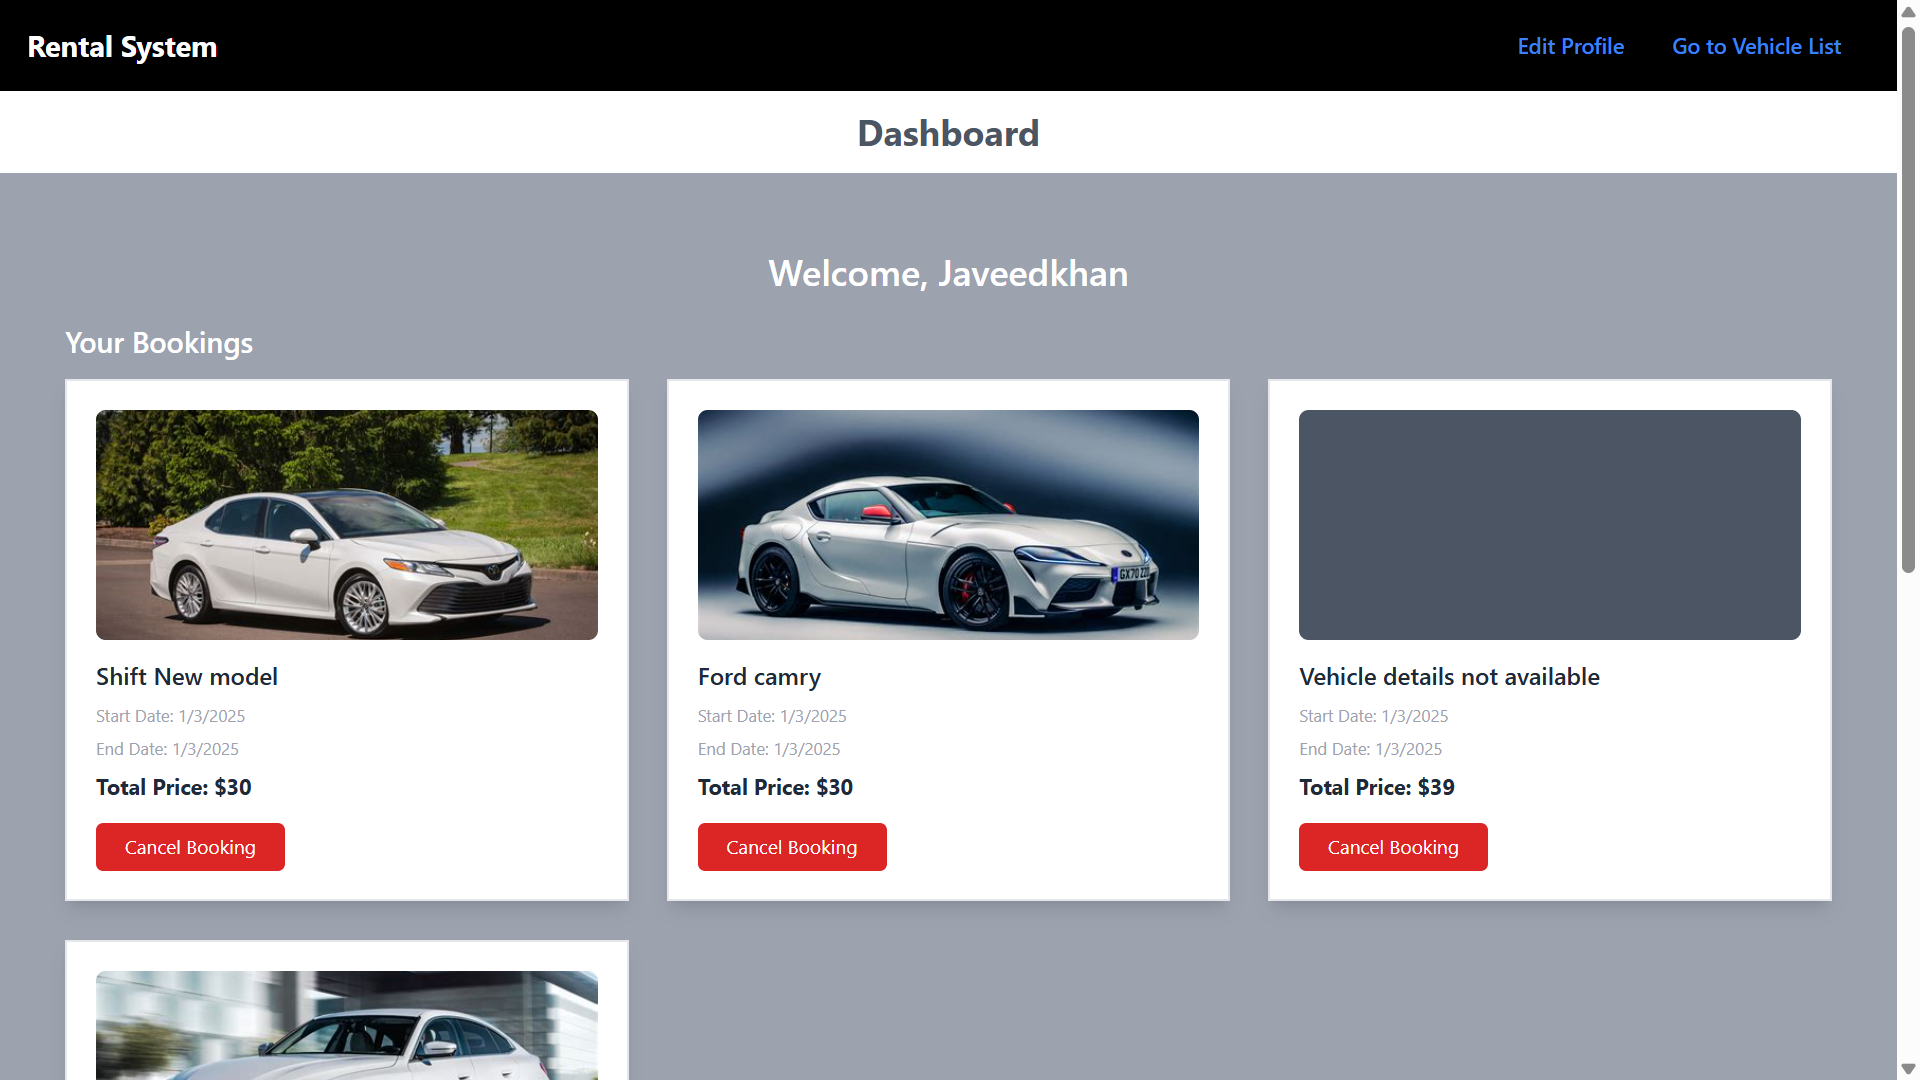 Rental System
Edit Profile
Go to Vehicle List
Dashboard
Welcome, Javeedkhan
Your Bookings
Shift New model
Start Date: 1/3/2025
End Date: 1/3/2025
Total Price: $30
Cancel Booking
GX70
Ford camry
Start Date: 1/3/2025
End Date: 1/3/2025
Total Price: $30
Cancel Booking
Vehicle details not available
Start Date: 1/3/2025
End Date: 1/3/2025
Total Price: $39
Cancel Booking